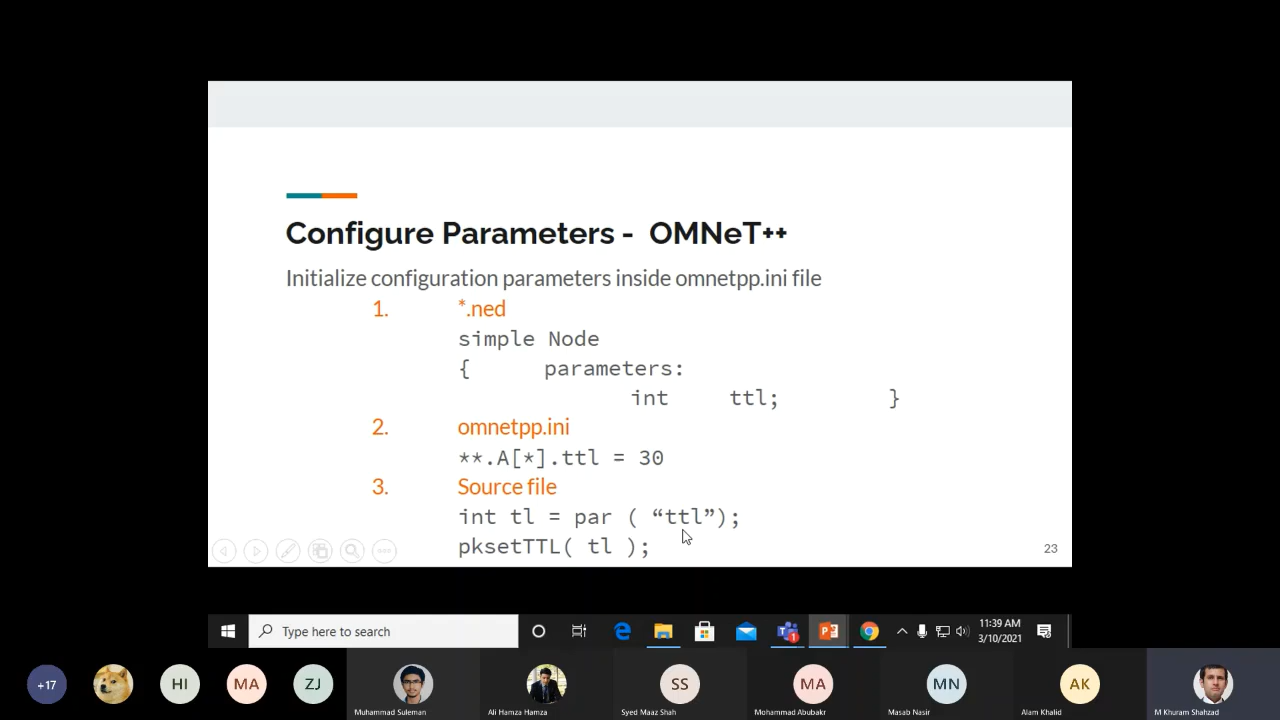 Configure Parameters - OMNeT++
Initialize configuration parameters inside omnetpp.ini file
1. *.ned
simple Node
{ parameters:
int ttl; }
2. omnetpp.ini
**.A[*].ttl = 30
3. Source file
int tl = par ( “ttl”);
pksetTTL( tl );
23
Type here to search
1
11:39 AM
3/10/2021
+17
HI
MA
ZJ
SS
MA
MN
AK
Muhammad Suleman
Ali Hamza Hamza
Syed Maaz Shah
Mohammad Abubakr
Masab Nasir
Alam Khalid
M Khuram Shahzad